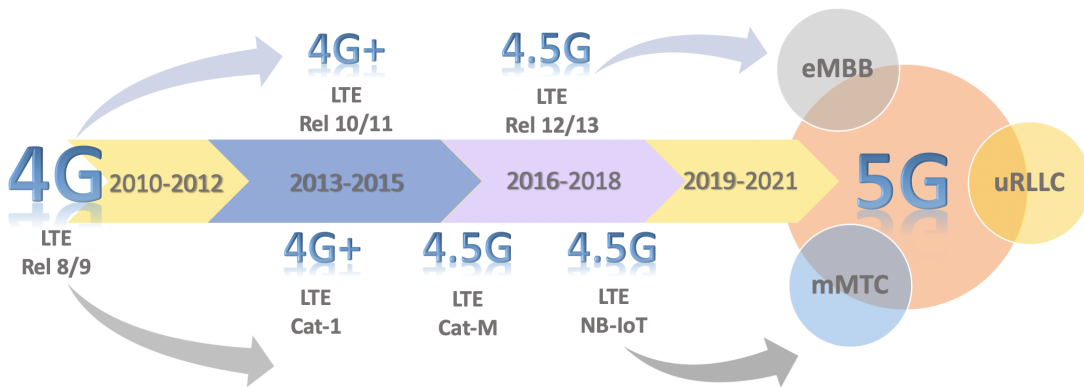 4G+
LTE
Rel 10/11
4.5G
LTE
Rel 12/13
eMBB
4G
2010-2012
2013-2015
2016-2018
2019-2021
5G
uRLLC
LTE
Rel 8/9
4G+
LTE
Cat-1
4.5G
LTE
Cat-M
4.5G
LTE
NB-IoT
mMTC